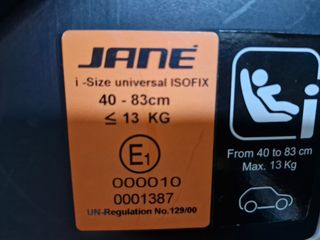 JANÉ
i -Size universal ISOFIX
40 - 83cm
≤ 13 KG
E1
000010
0001387
UN-Regulation No.129/00
i
From 40 to 83 cm
Max. 13 Kg